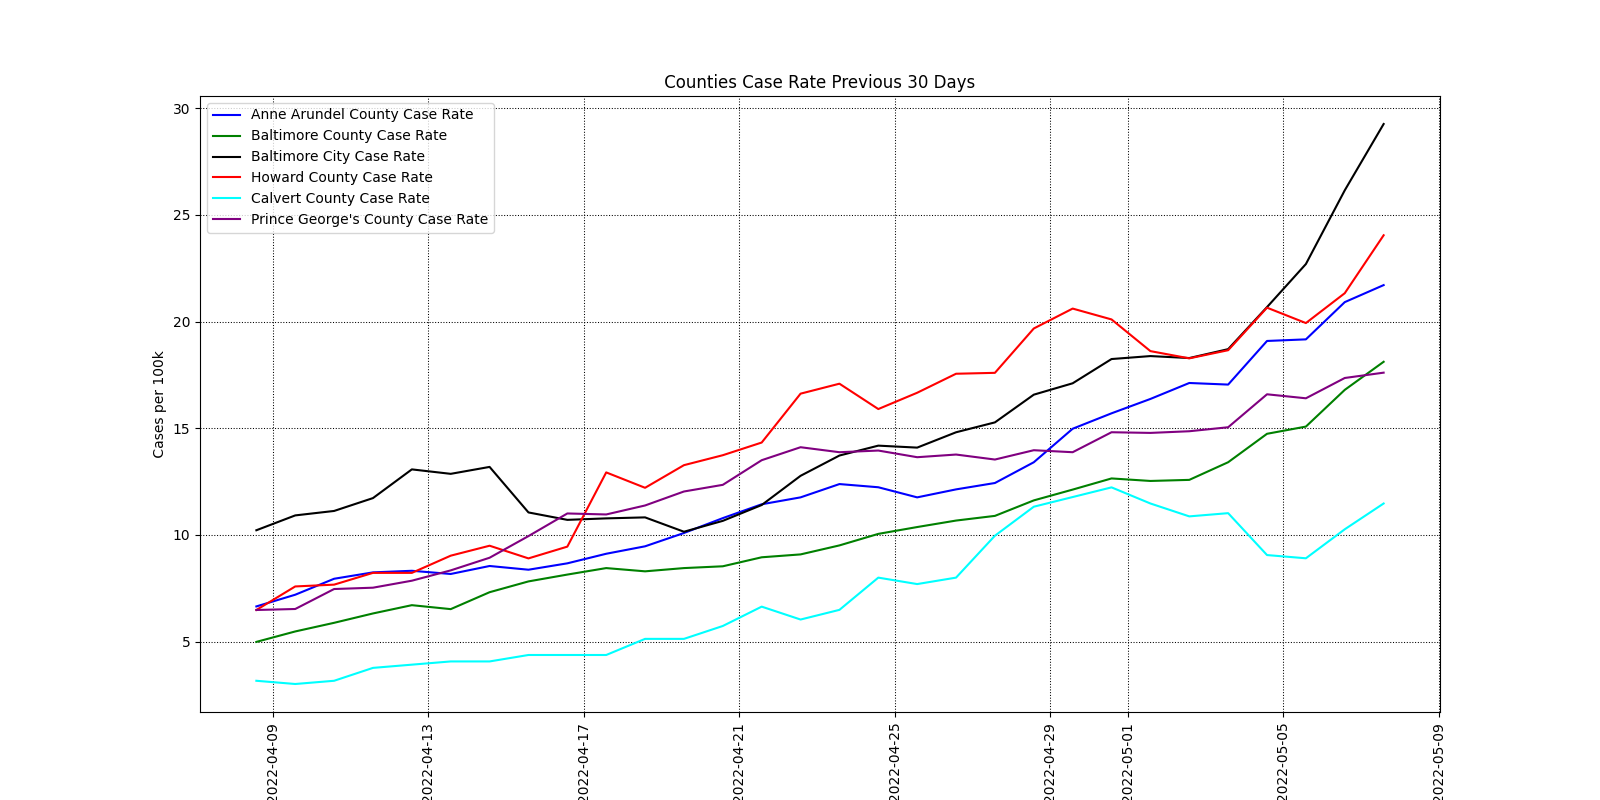 Counties Case Rate Previous 30 Days
30
25
20
15
10
5
Cases per 100k
Anne Arundel County Case Rate
Baltimore County Case Rate
Baltimore City Case Rate
Howard County Case Rate
Calvert County Case Rate
Prince George's County Case Rate
2022-04-09
2022-04-13
2022-04-17
2022-04-21
2022-04-25
2022-04-29
2022-05-01
2022-05-05
2022-05-09